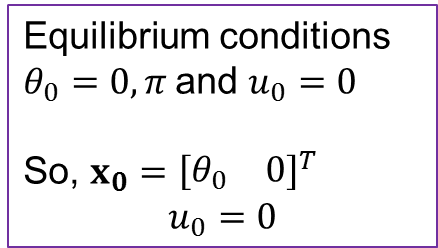 Equilibrium conditions
θ₀ = 0, π and u₀ = 0
So, x₀ = [θ₀ 0]ᵀ
u₀ = 0